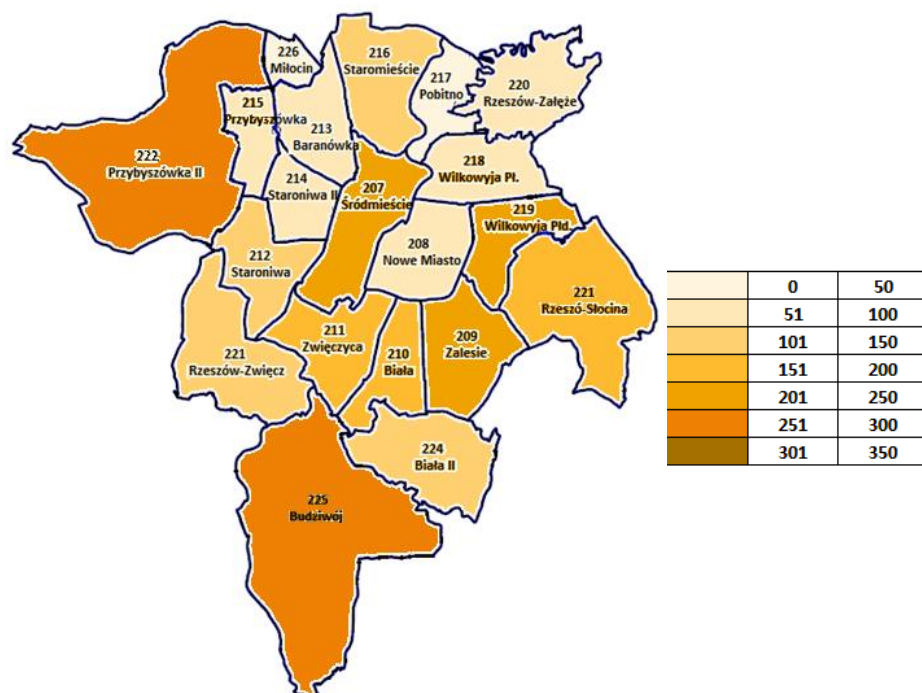 226
Miłocin
216
Staromieście
217
Pobitno
220
Rzeszów-Załęże
215
Przybyszówka
213
Baranówka
222
Przybyszówka II
214
Staroniwa II
207
Śródmieście
218
Wilkowyja Pł.
219
Wilkowyja Płd.
212
Staroniwa
208
Nowe Miasto
221
Rzeszó-Słocina
211
Zwięczyca
210
Biała
209
Zalesie
221
Rzeszów-Zwięcz
224
Biała II
225
Budziwój
0 50
51 100
101 150
151 200
201 250
251 300
301 350